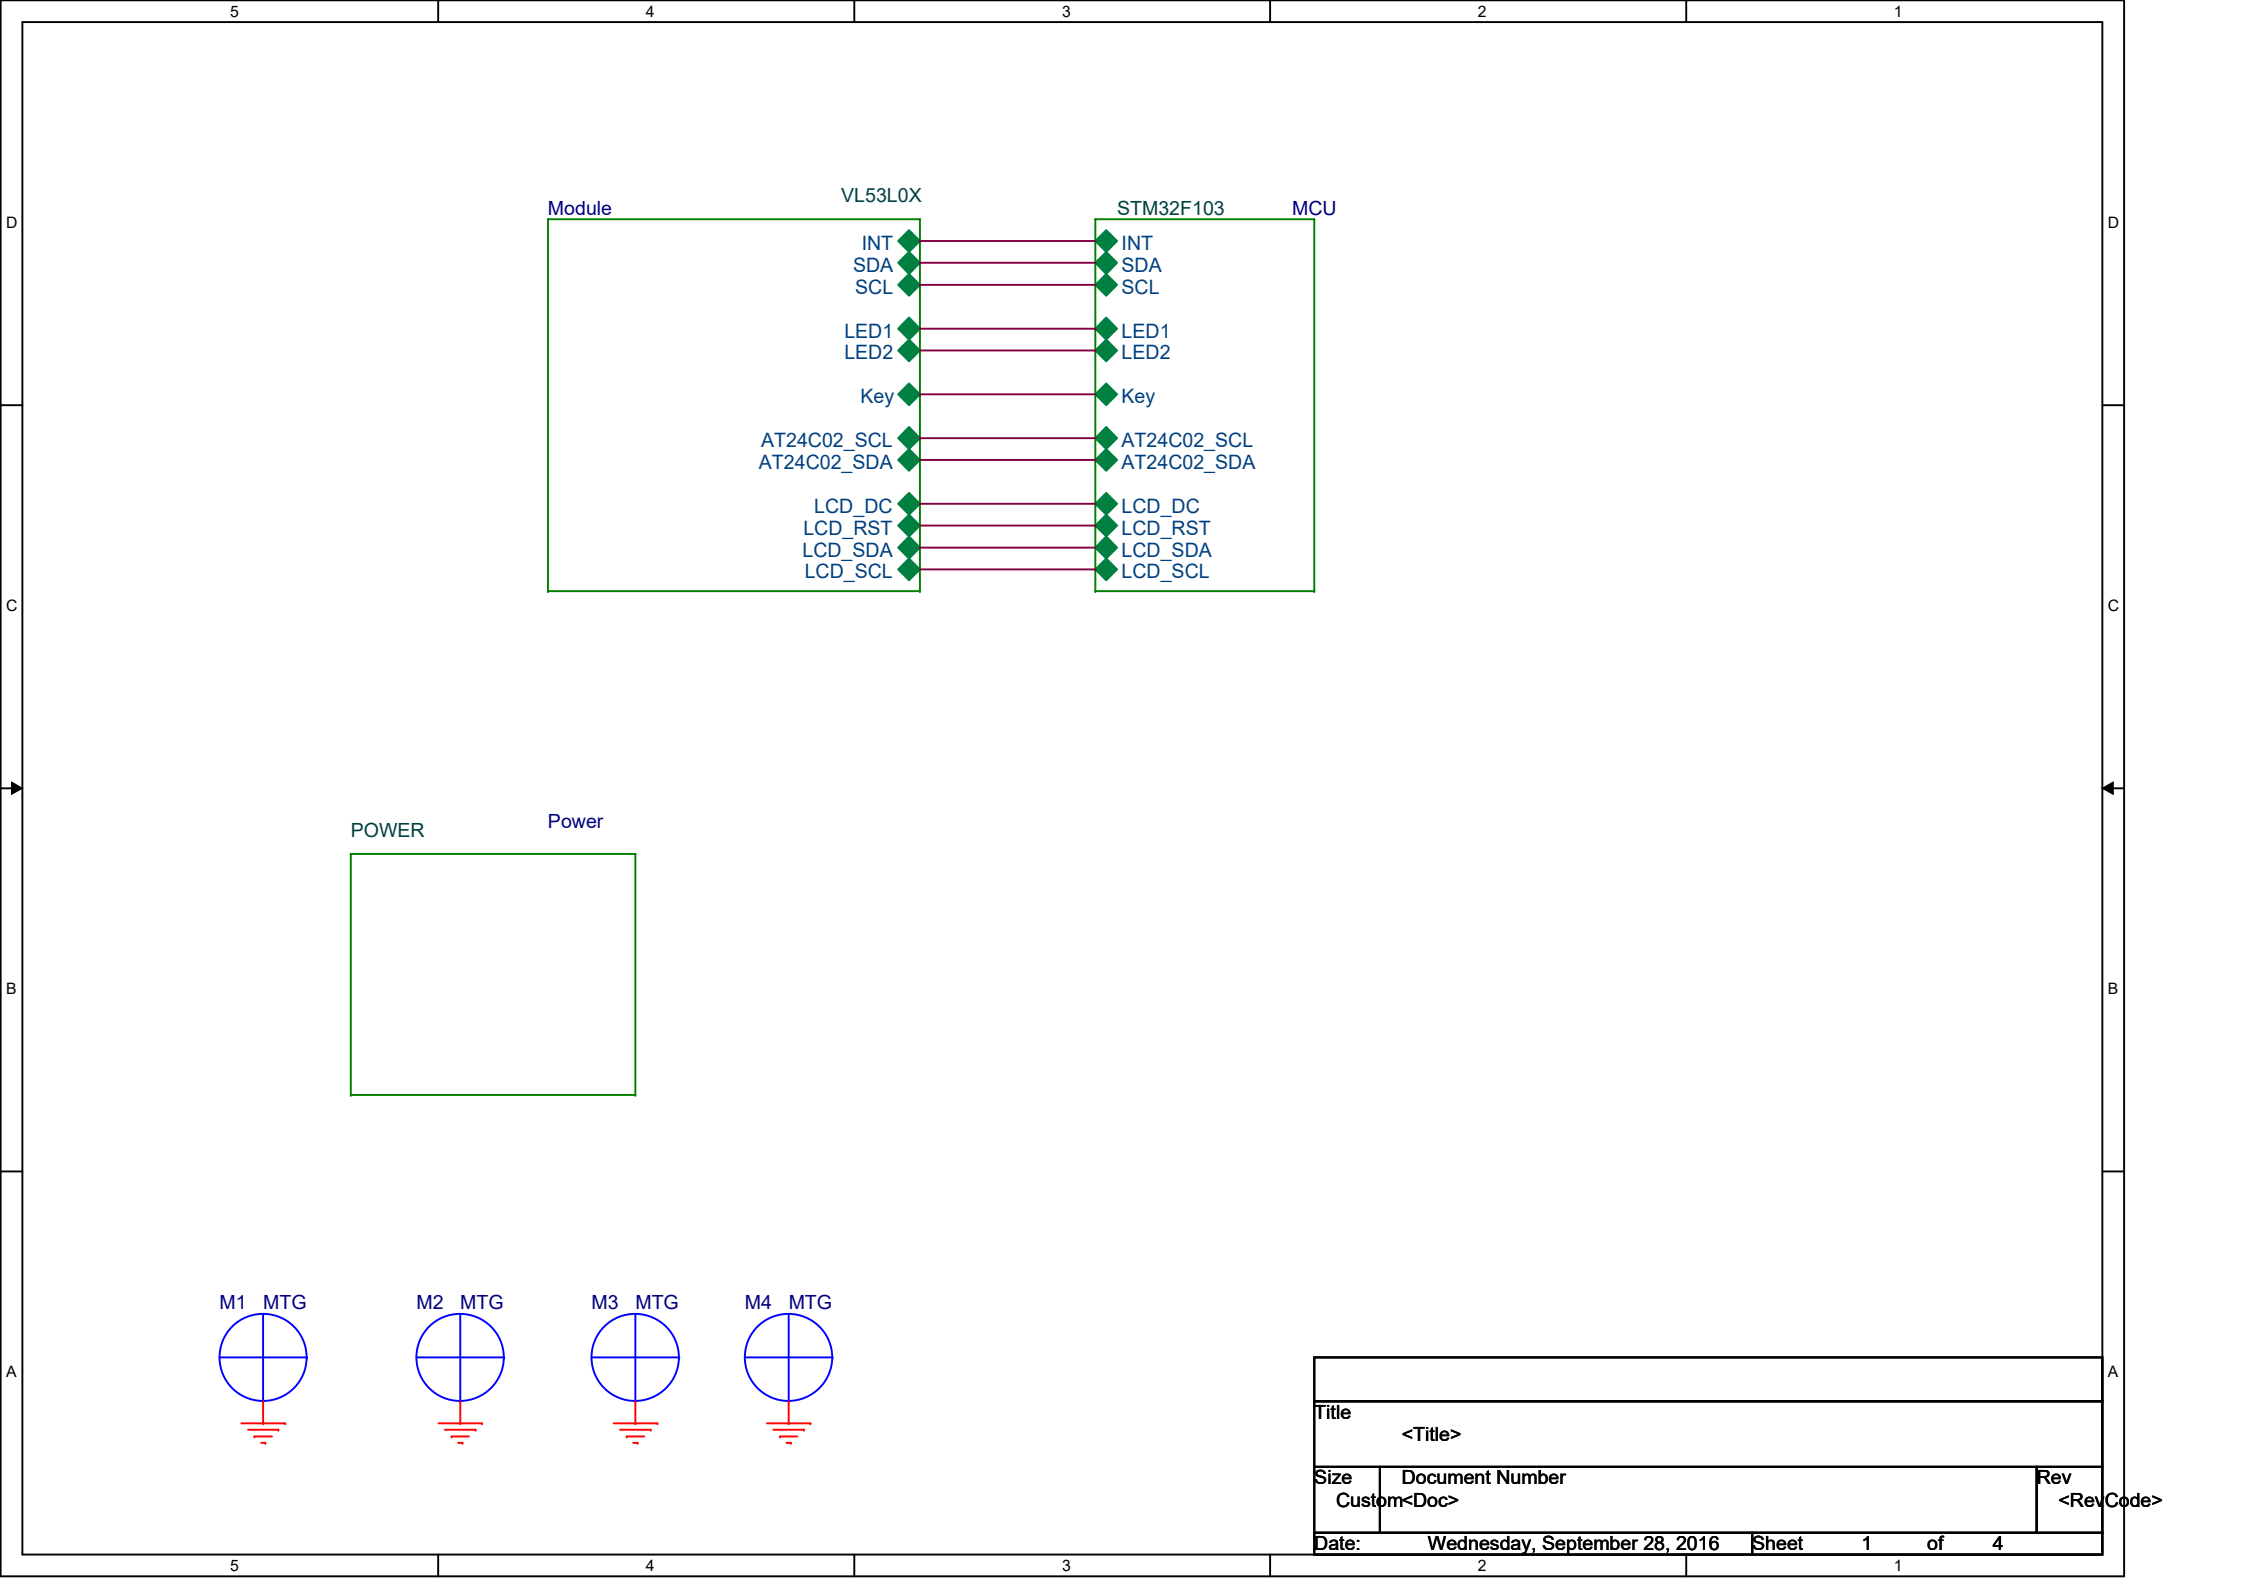 5 4 3 2 1
VL53L0X
Module STM32F103 MCU
D D
INT INT
SDA SDA
SCL SCL
LED1 LED1
LED2 LED2
Key Key
AT24C02_SCL AT24C02_SCL
AT24C02_SDA AT24C02_SDA
LCD_DC LCD_DC
LCD_RST LCD_RST
LCD_SDA LCD_SDA
LCD_SCL LCD_SCL
C C
POWER Power
B B
M1 MTG M2 MTG M3 MTG M4 MTG
A A
Title
<Title>
Size Document Number Rev
Custom <Doc> <RevCode>
Date: Wednesday, September 28, 2016 Sheet 1 of 4
5 4 3 2 1